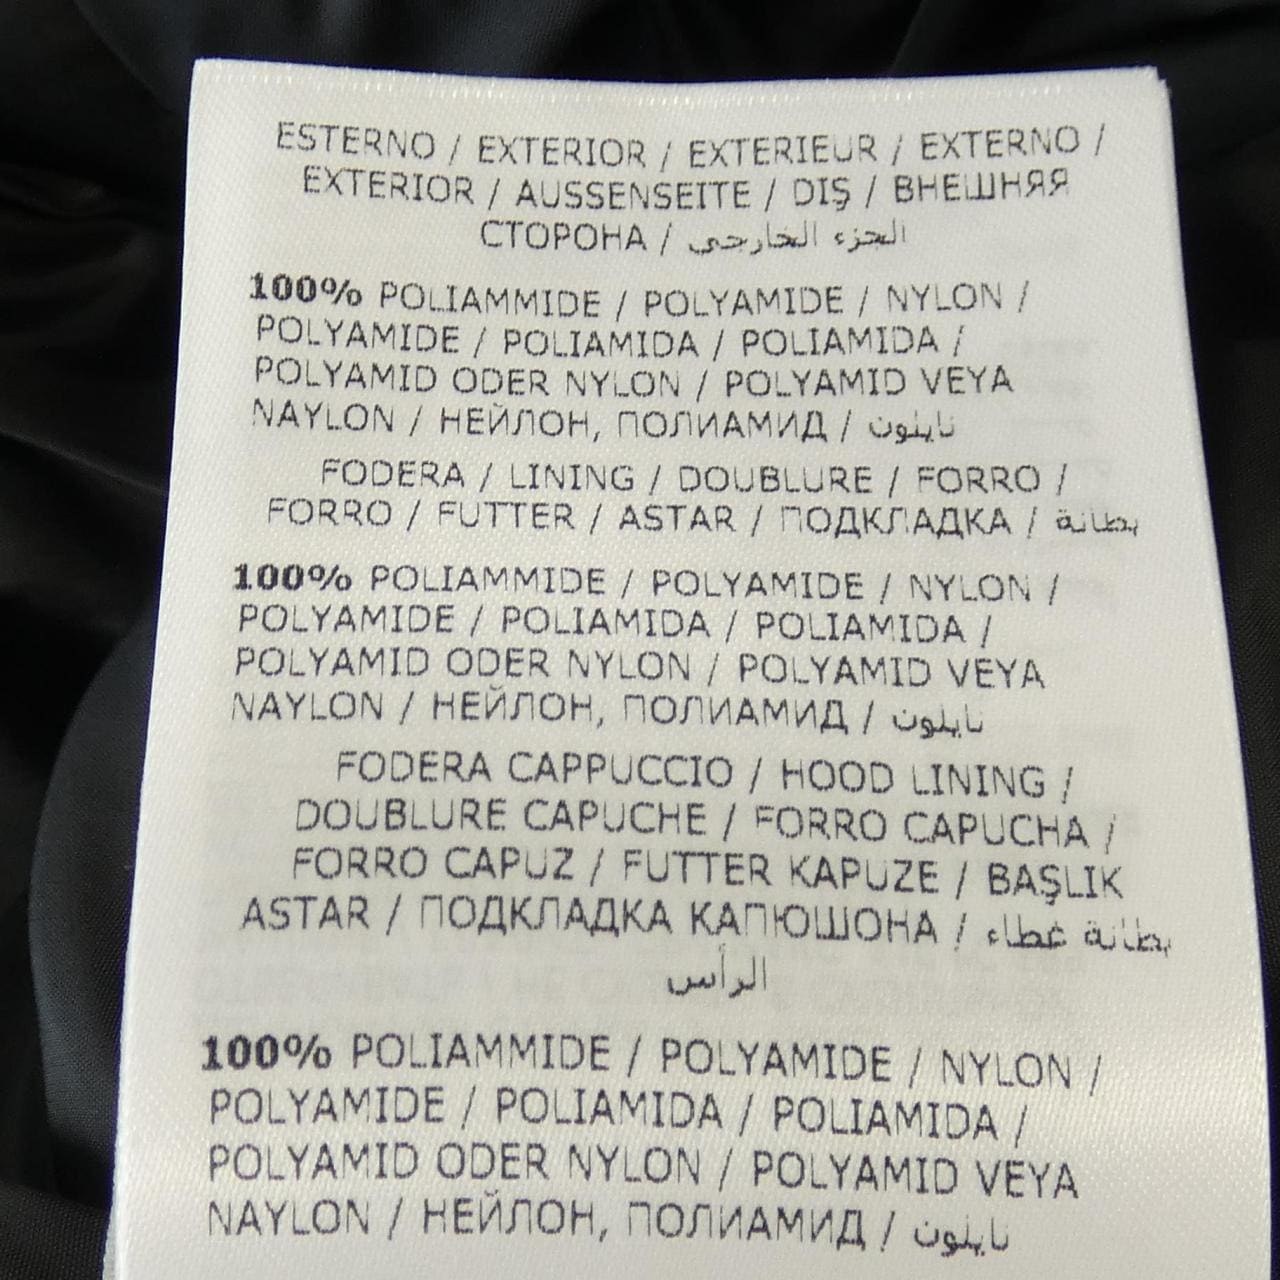 ESTERNO / EXTERIOR / EXTERIEUR / EXTERNO /
EXTERIOR / AUSSENSEITE / DIŞ / ВНЕШНЯЯ
СТОРОНА / الجزء الخارجي
100% POLIAMMIDE / POLYAMIDE / NYLON /
POLYAMIDE / POLIAMIDA / POLIAMIDA /
POLYAMID ODER NYLON / POLYAMID VEYA
NAYLON / НЕЙЛОН, ПОЛИАМИД / نايلون
FODERA / LINING / DOUBLURE / FORRO /
FORRO / FUTTER / ASTAR / ПОДКЛАДКА / بطانة
100% POLIAMMIDE / POLYAMIDE / NYLON /
POLYAMIDE / POLIAMIDA / POLIAMIDA /
POLYAMID ODER NYLON / POLYAMID VEYA
NAYLON / НЕЙЛОН, ПОЛИАМИД / نايلون
FODERA CAPPUCCIO / HOOD LINING /
DOUBLURE CAPUCHE / FORRO CAPUCHA /
FORRO CAPUZ / FUTTER KAPUZE / BAŞLIK
ASTAR / ПОДКЛАДКА КАПЮШОНА / بطانة غطاء
الرأس
100% POLIAMMIDE / POLYAMIDE / NYLON /
POLYAMIDE / POLIAMIDA / POLIAMIDA /
POLYAMID ODER NYLON / POLYAMID VEYA
NAYLON / НЕЙЛОН, ПОЛИАМИД / نايلون